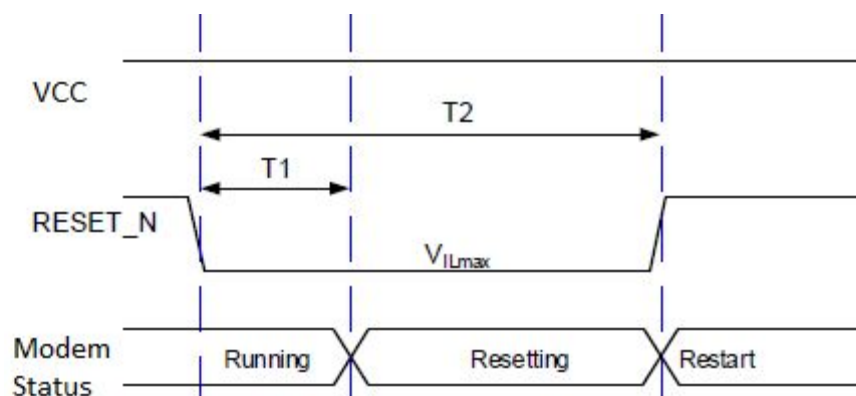 VCC
T2
T1
RESET_N
VILmax
Modem
Status
Running
Resetting
Restart